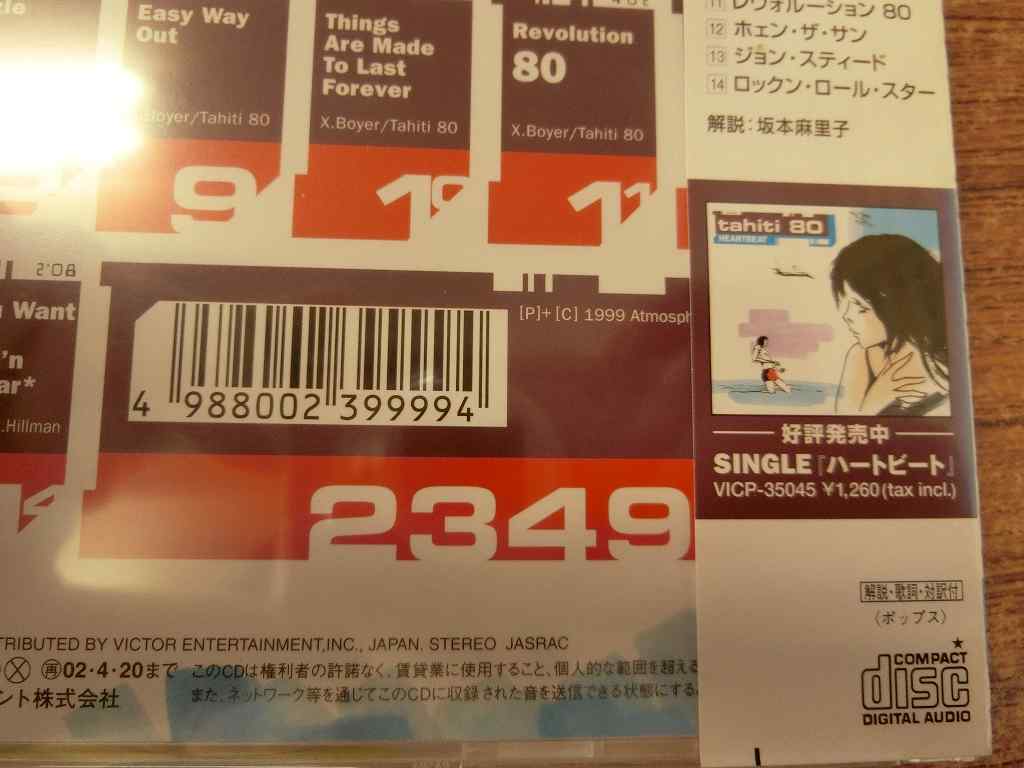 Easy Way
Out
Boyer/Tahiti 80
9
Things
Are Made
To Last
Forever
X.Boyer/Tahiti 80
10
Revolution
80
X.Boyer/Tahiti 80
11
2:08
Want
'n
ar*
.Hillman
14
4 988002 399994
[P]+[C] 1999 Atmosph
2349
TRIBUTED BY VICTOR ENTERTAINMENT,INC., JAPAN. STEREO JASRAC
再 02・4・20まで
このCDは権利者の許諾なく、賃貸業に使用すること、個人的な範囲を超える
ント株式会社
また、ネットワーク等を通じてこのCDに収録された音を送信できる状態にする
11 レヴォルーション 80
12 ホェン・ザ・サン
13 ジョン・スティード
14 ロックン・ロール・スター
解説:坂本麻里子
tahiti 80
HEARTBEAT
好評発売中
SINGLE『ハートビート』
VICP-35045 ¥1,260(tax incl.)
解説・歌詞・対訳付
〈ポップス〉
★
COMPACT
disc
DIGITAL AUDIO